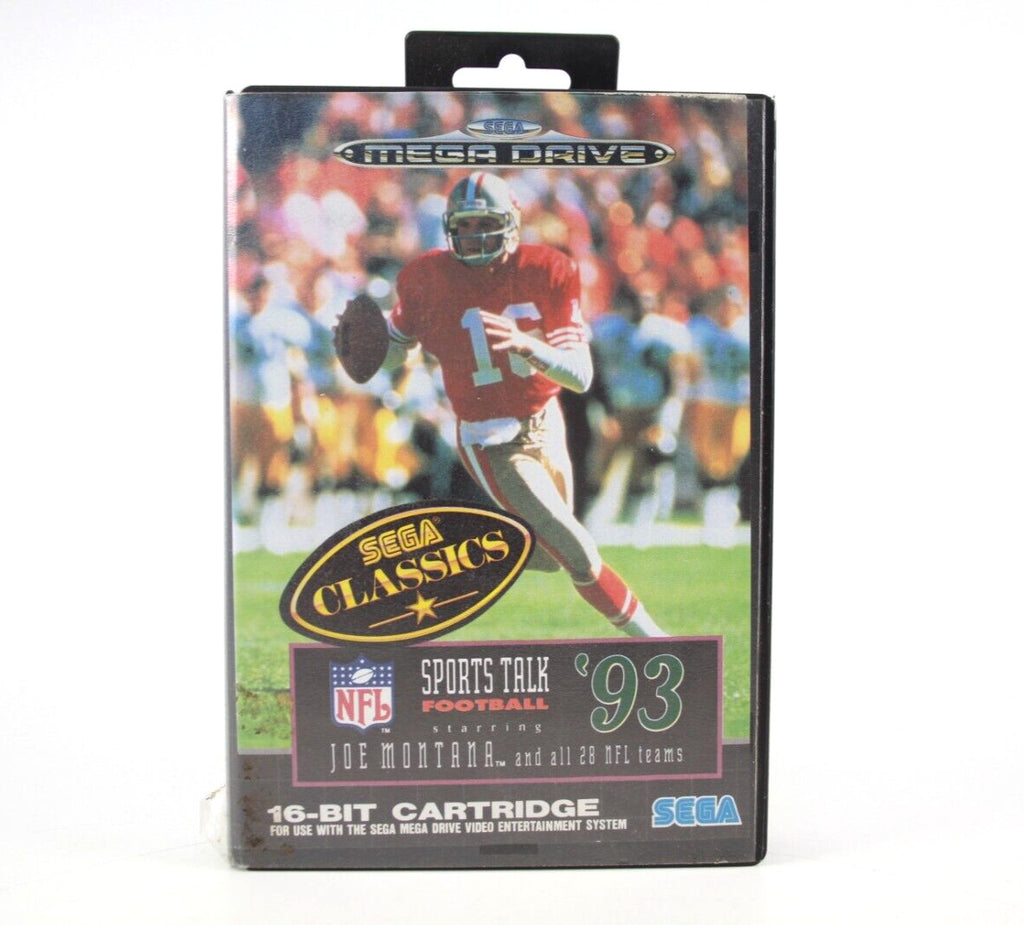 SEGA
MEGA DRIVE
16
SEGA®
CLASSICS
NFL
™
SPORTS TALK
FOOTBALL
'93
starring
JOE MONTANA™ and all 28 NFL teams
16-BIT CARTRIDGE
FOR USE WITH THE SEGA MEGA DRIVE VIDEO ENTERTAINMENT SYSTEM
SEGA